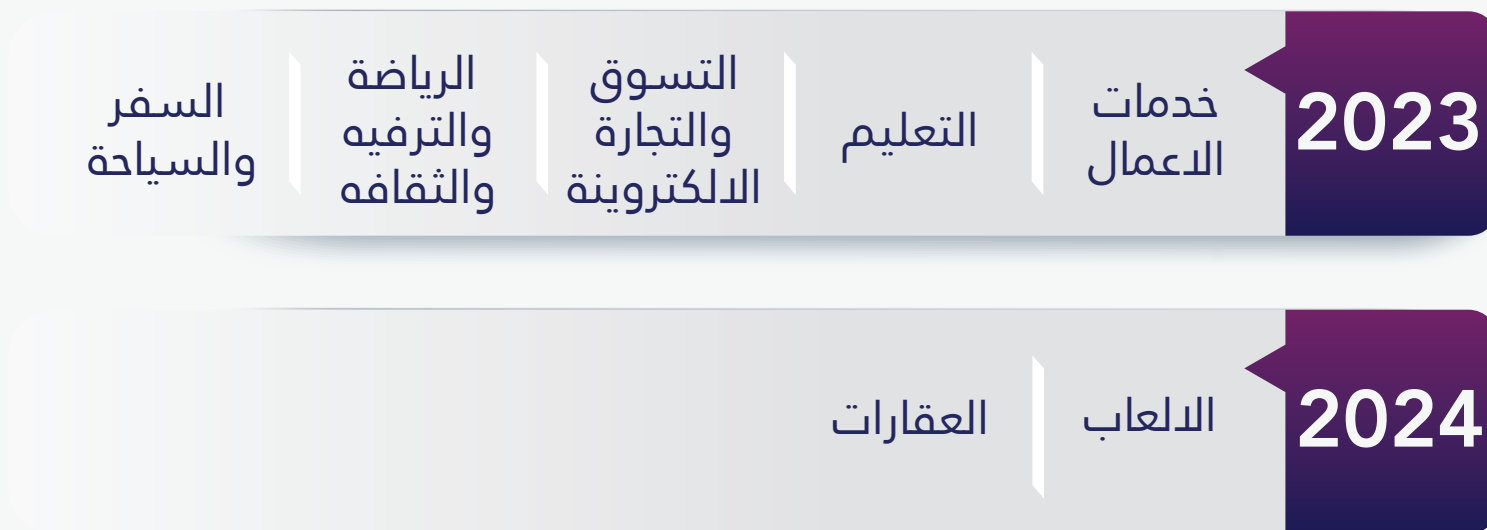 2023
خدمات
الاعمال
التعليم
التسوق
والتجارة
الالكتروينة
الرياضة
والترفيه
والثقافه
السفر
والسياحة
2024
الالعاب
العقارات